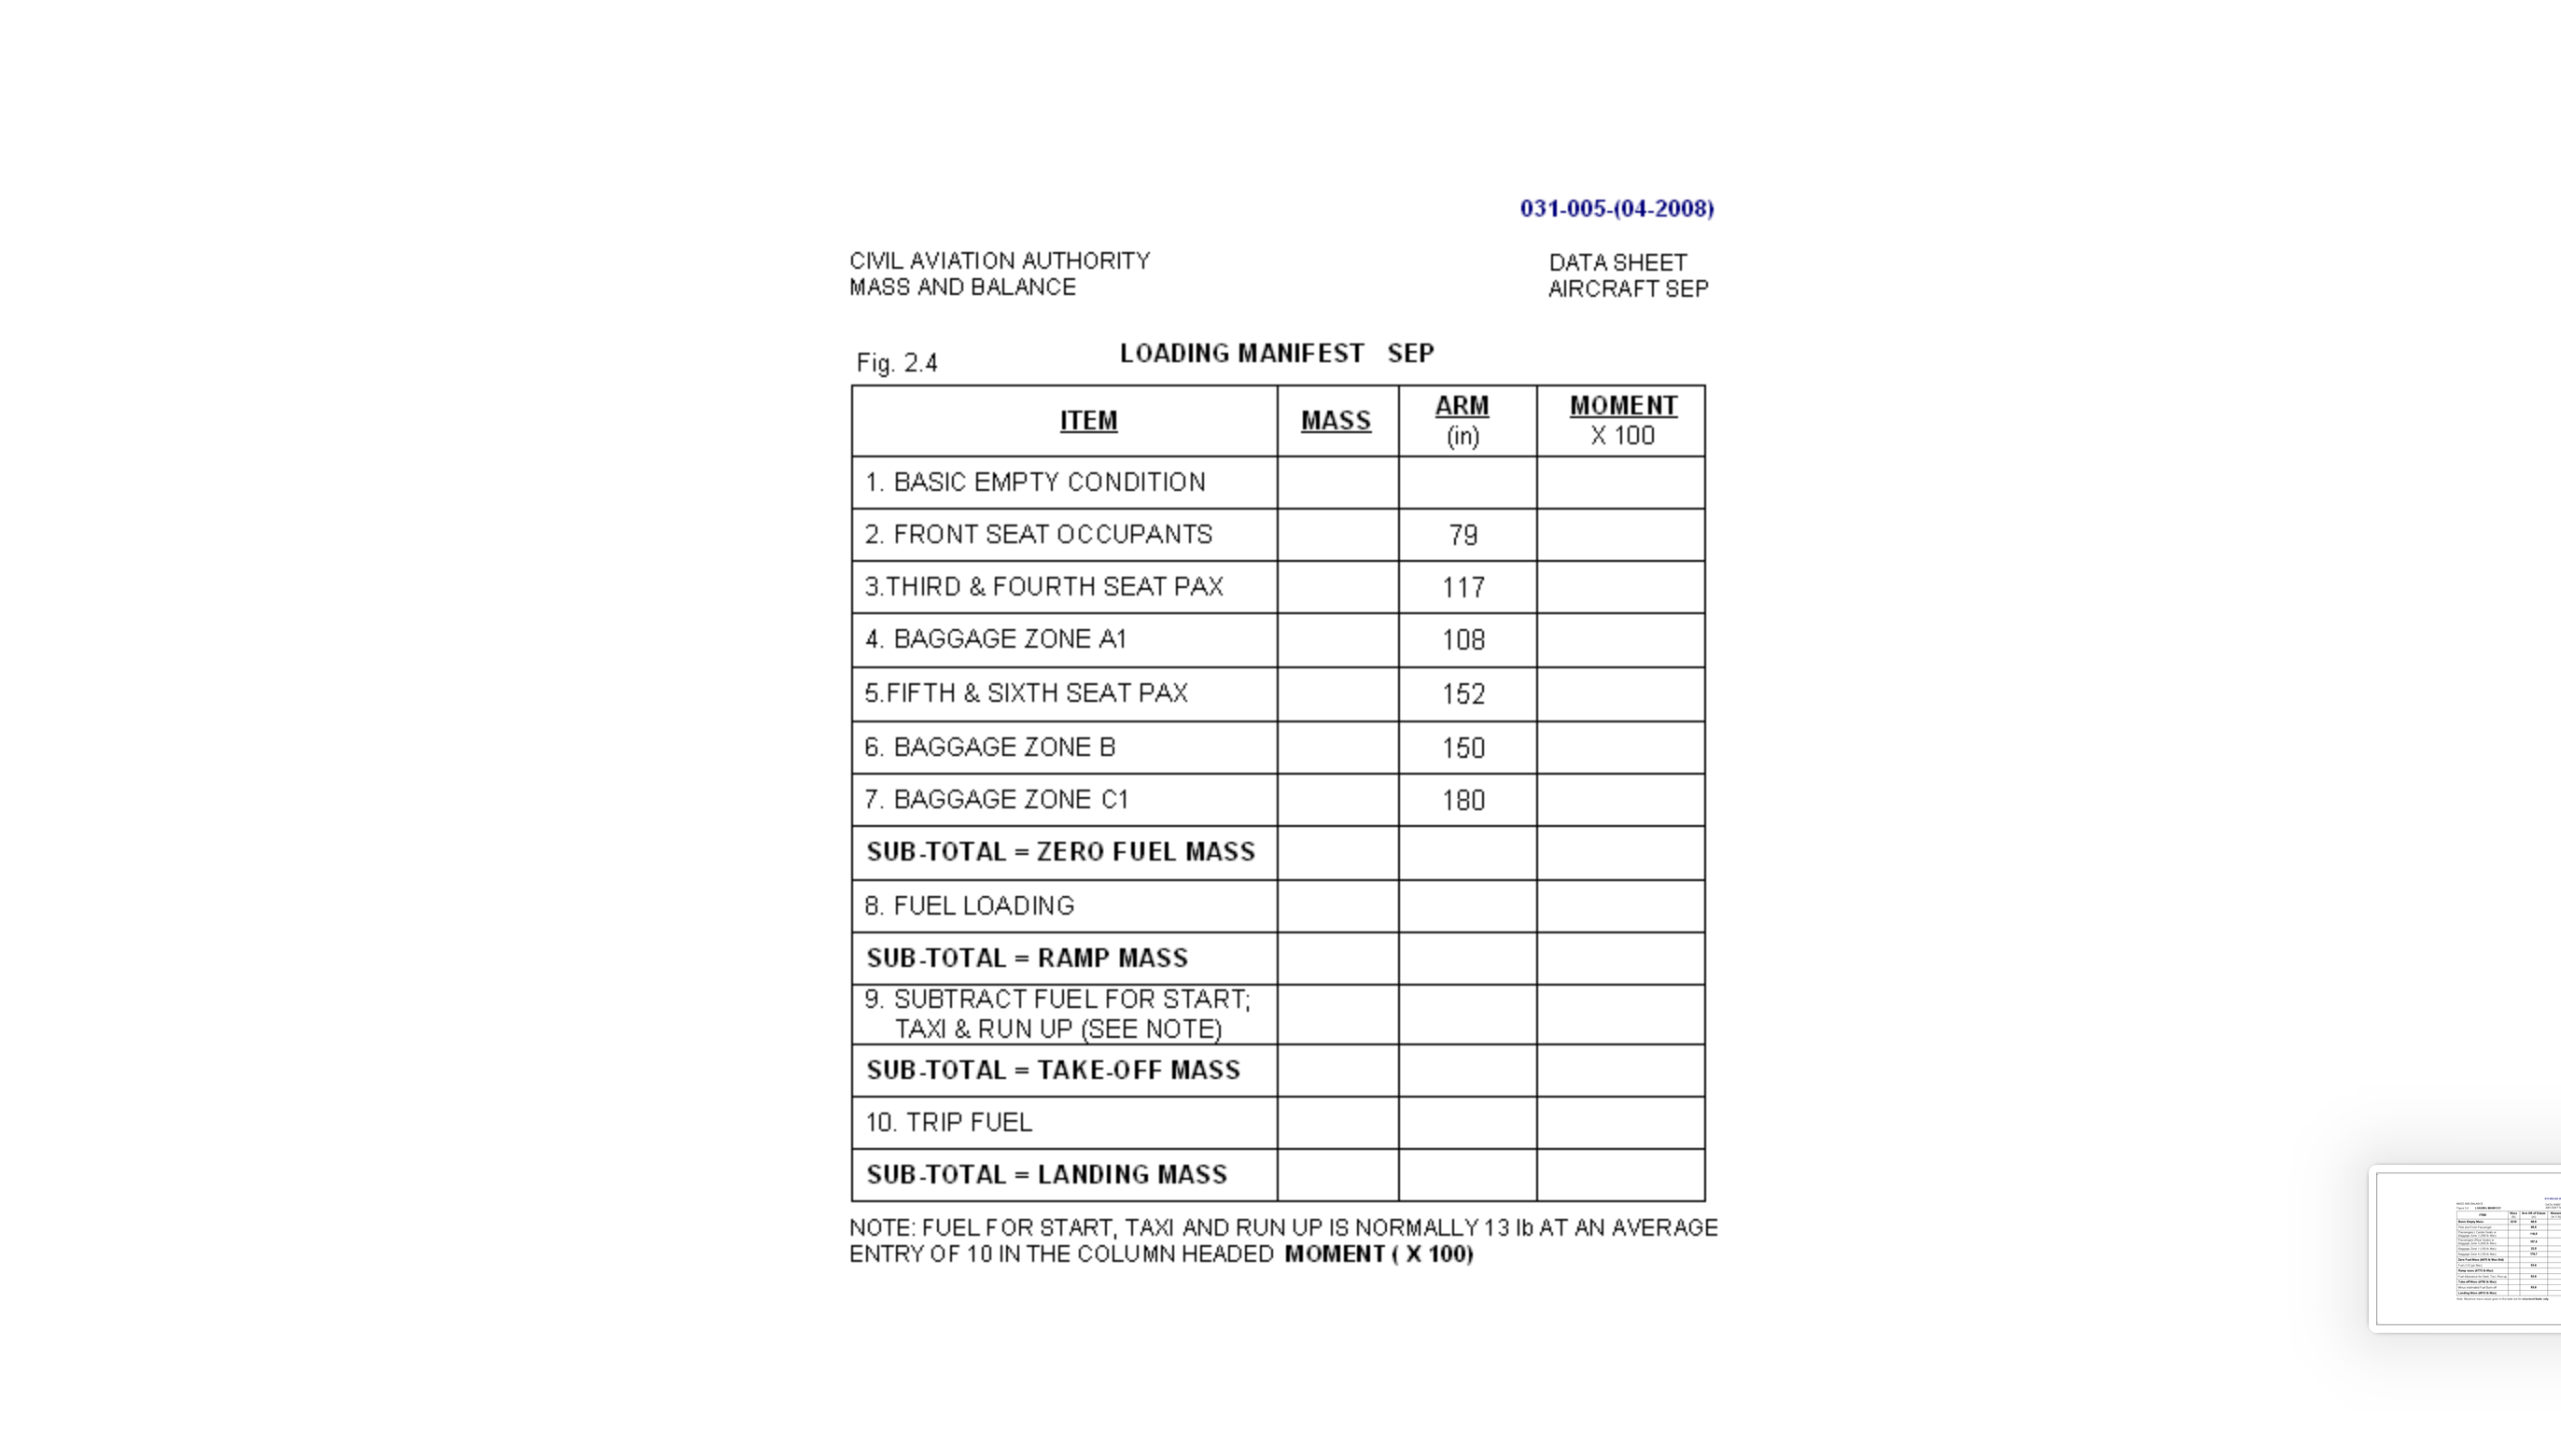 031-005-(04-2008)
CIVIL AVIATION AUTHORITY
MASS AND BALANCE
DATA SHEET
AIRCRAFT SEP
Fig. 2.4
LOADING MANIFEST SEP
ITEM MASS ARM (in) MOMENT X 100
1. BASIC EMPTY CONDITION
2. FRONT SEAT OCCUPANTS 79
3.THIRD & FOURTH SEAT PAX 117
4. BAGGAGE ZONE A1 108
5.FIFTH & SIXTH SEAT PAX 152
6. BAGGAGE ZONE B 150
7. BAGGAGE ZONE C1 180
SUB-TOTAL = ZERO FUEL MASS
8. FUEL LOADING
SUB-TOTAL = RAMP MASS
9. SUBTRACT FUEL FOR START;
TAXI & RUN UP (SEE NOTE)
SUB-TOTAL = TAKE-OFF MASS
10. TRIP FUEL
SUB-TOTAL = LANDING MASS
NOTE: FUEL FOR START, TAXI AND RUN UP IS NORMALLY 13 lb AT AN AVERAGE
ENTRY OF 10 IN THE COLUMN HEADED MOMENT ( X 100)